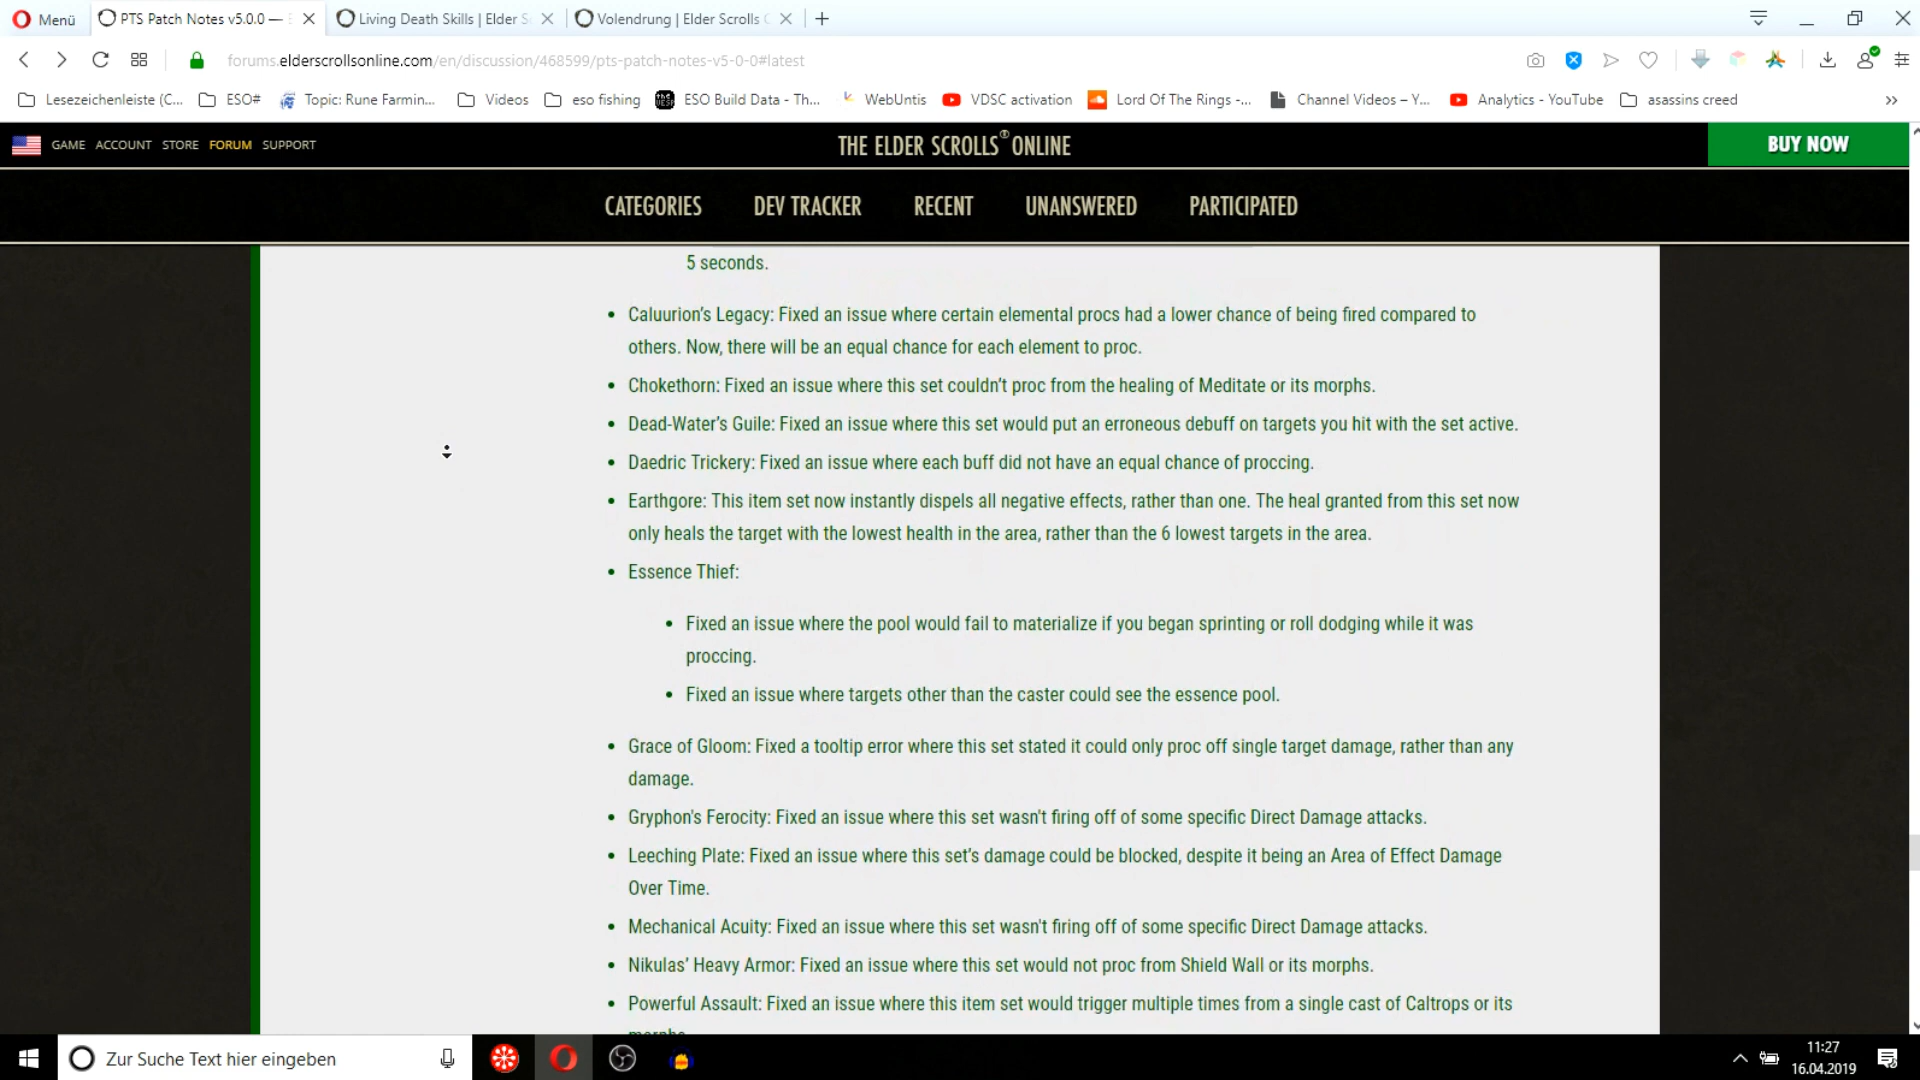 Menü
PTS Patch Notes v5.0.0 —
Living Death Skills | Elder S
Volendrung | Elder Scrolls
forums.elderscrollsonline.com/en/discussion/468599/pts-patch-notes-v5-0-0#latest
Lesezeichenleiste (C... ESO# Topic: Rune Farmin... Videos eso fishing ESO Build Data - Th... WebUntis VDSC activation Lord Of The Rings -... Channel Videos – Y... Analytics - YouTube asassins creed
GAME ACCOUNT STORE FORUM SUPPORT
THE ELDER SCROLLS® ONLINE
BUY NOW
CATEGORIES DEV TRACKER RECENT UNANSWERED PARTICIPATED
5 seconds.
• Caluurion’s Legacy: Fixed an issue where certain elemental procs had a lower chance of being fired compared to
others. Now, there will be an equal chance for each element to proc.
• Chokethorn: Fixed an issue where this set couldn’t proc from the healing of Meditate or its morphs.
• Dead-Water’s Guile: Fixed an issue where this set would put an erroneous debuff on targets you hit with the set active.
• Daedric Trickery: Fixed an issue where each buff did not have an equal chance of proccing.
• Earthgore: This item set now instantly dispels all negative effects, rather than one. The heal granted from this set now
only heals the target with the lowest health in the area, rather than the 6 lowest targets in the area.
• Essence Thief:
• Fixed an issue where the pool would fail to materialize if you began sprinting or roll dodging while it was
proccing.
• Fixed an issue where targets other than the caster could see the essence pool.
• Grace of Gloom: Fixed a tooltip error where this set stated it could only proc off single target damage, rather than any
damage.
• Gryphon's Ferocity: Fixed an issue where this set wasn't firing off of some specific Direct Damage attacks.
• Leeching Plate: Fixed an issue where this set’s damage could be blocked, despite it being an Area of Effect Damage
Over Time.
• Mechanical Acuity: Fixed an issue where this set wasn't firing off of some specific Direct Damage attacks.
• Nikulas’ Heavy Armor: Fixed an issue where this set would not proc from Shield Wall or its morphs.
• Powerful Assault: Fixed an issue where this item set would trigger multiple times from a single cast of Caltrops or its
Zur Suche Text hier eingeben
11:27
16.04.2019